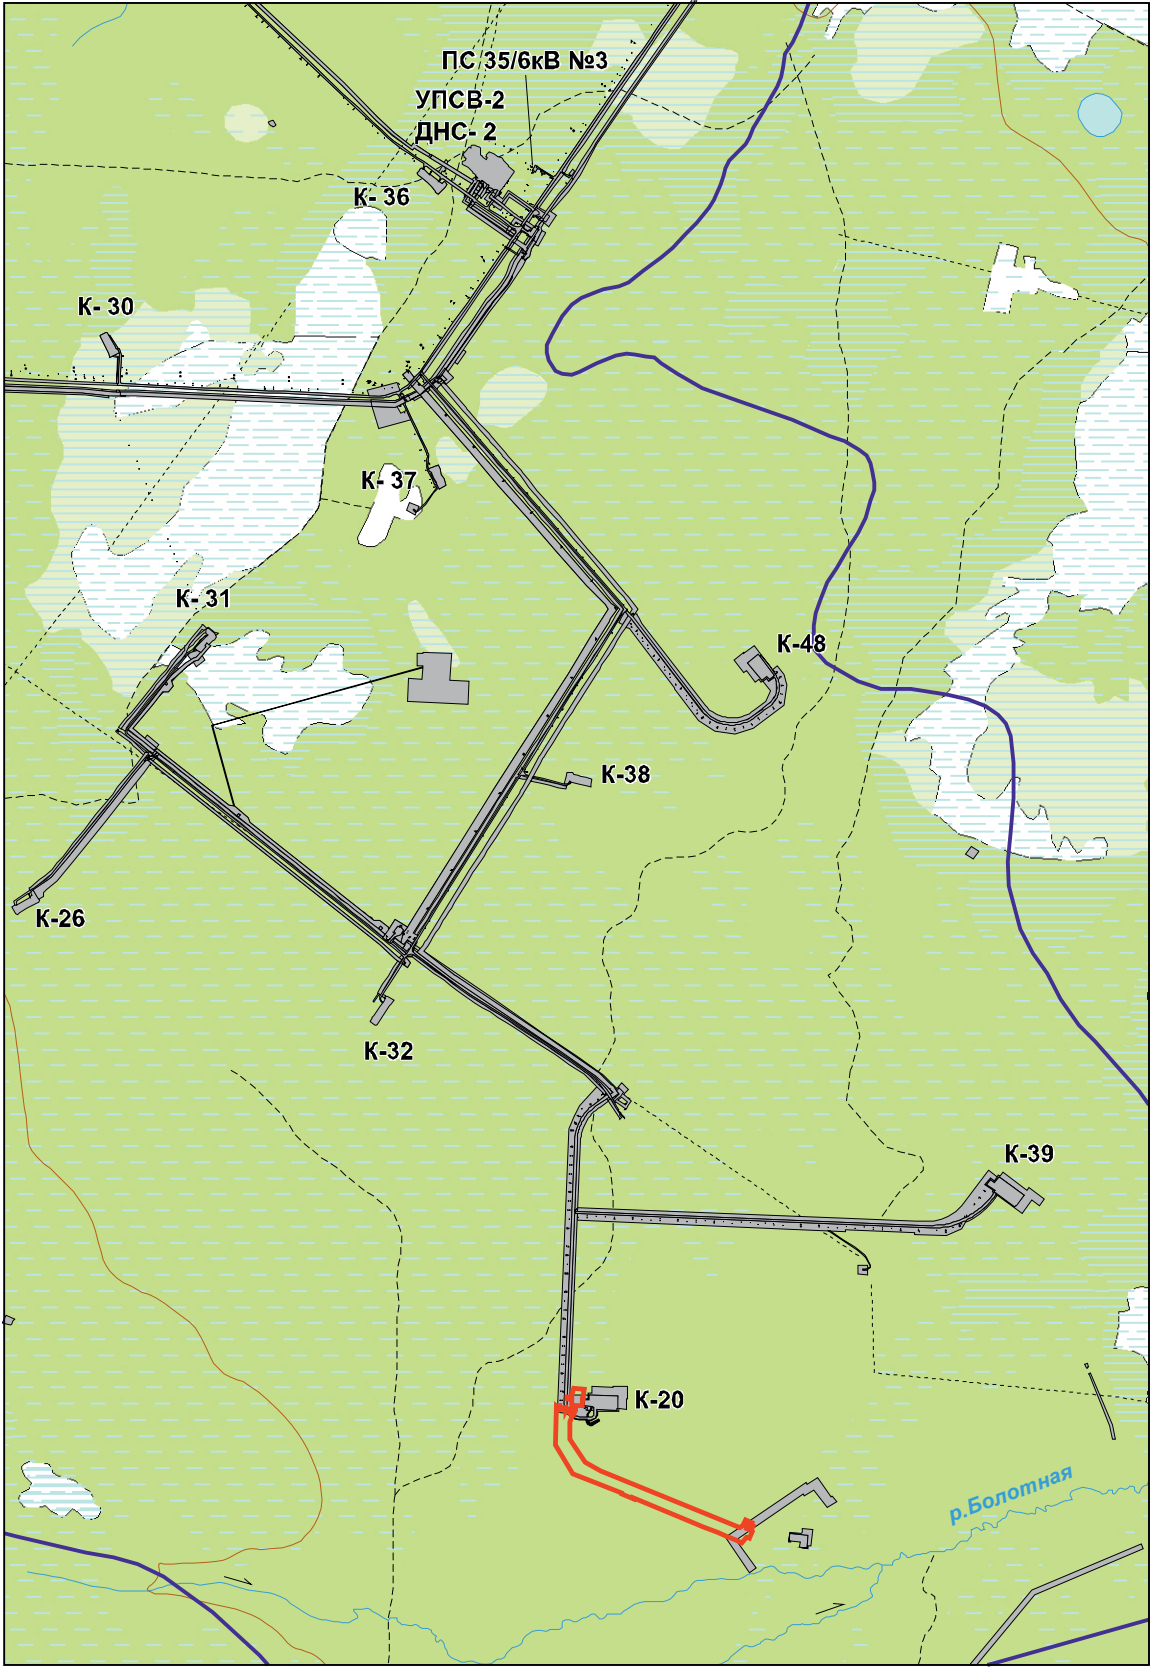 ПС 35/6кВ №3
УПСВ-2
ДНС- 2
К- 36
К- 30
К- 37
К- 31
К-48
К-38
К-26
К-32
К-39
К-20
р.Болотная